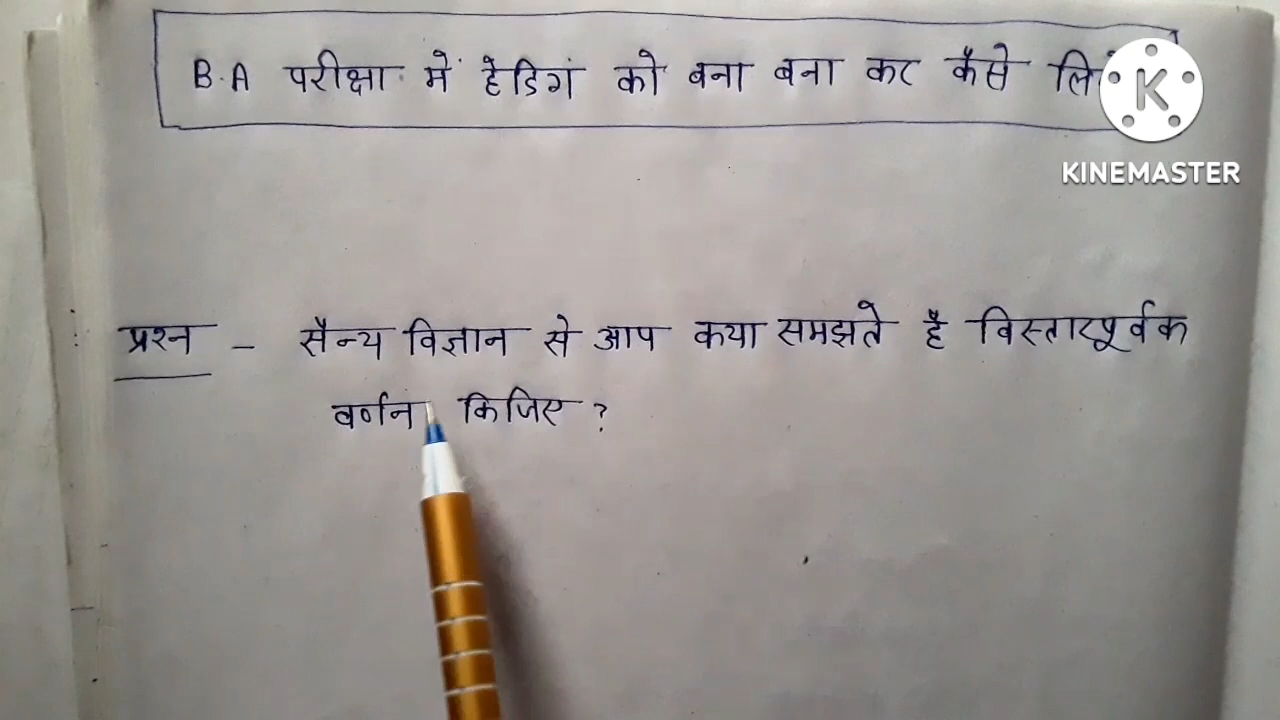 B.A परीक्षा में हेडिगं को बना बना कर कैसे
K
KINEMASTER
प्रश्न - सैन्य विज्ञान से आप क्या समझते है विस्तारपूर्वक
वर्णन किजिए ?